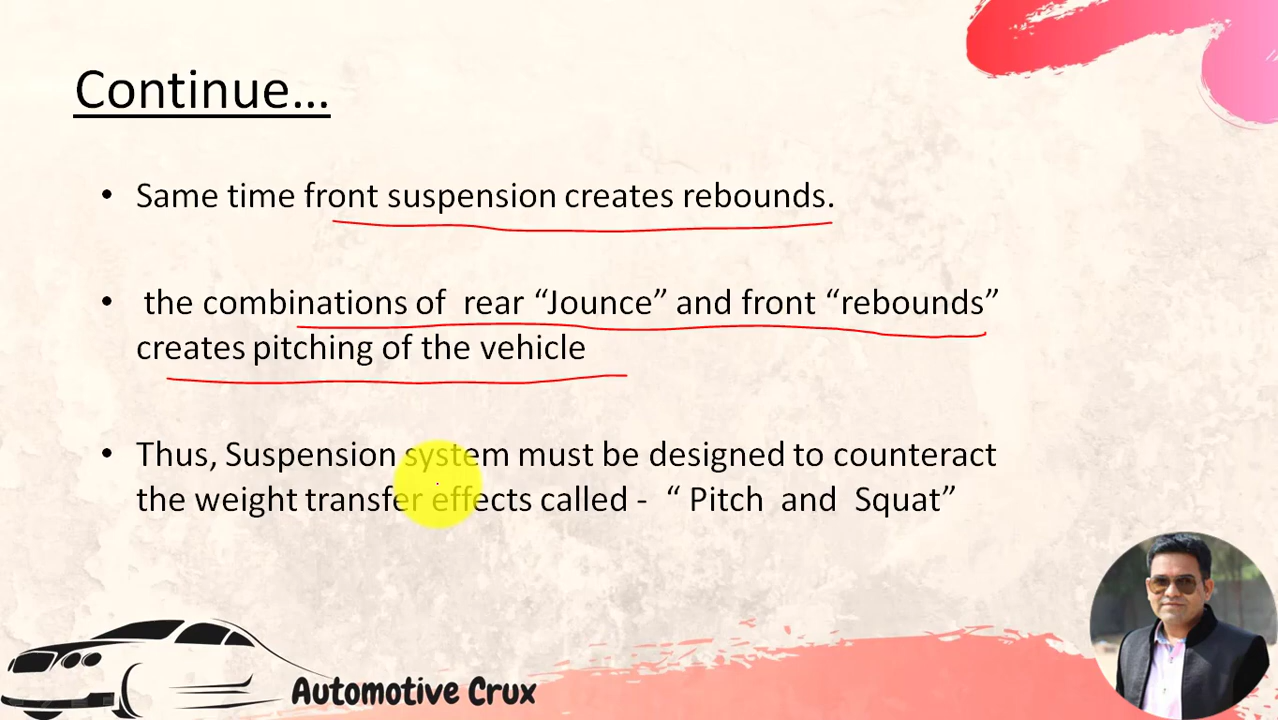 Continue…
• Same time front suspension creates rebounds.
• the combinations of rear “Jounce” and front “rebounds”
creates pitching of the vehicle
• Thus, Suspension system must be designed to counteract
the weight transfer effects called - “ Pitch and Squat”
Automotive Crux